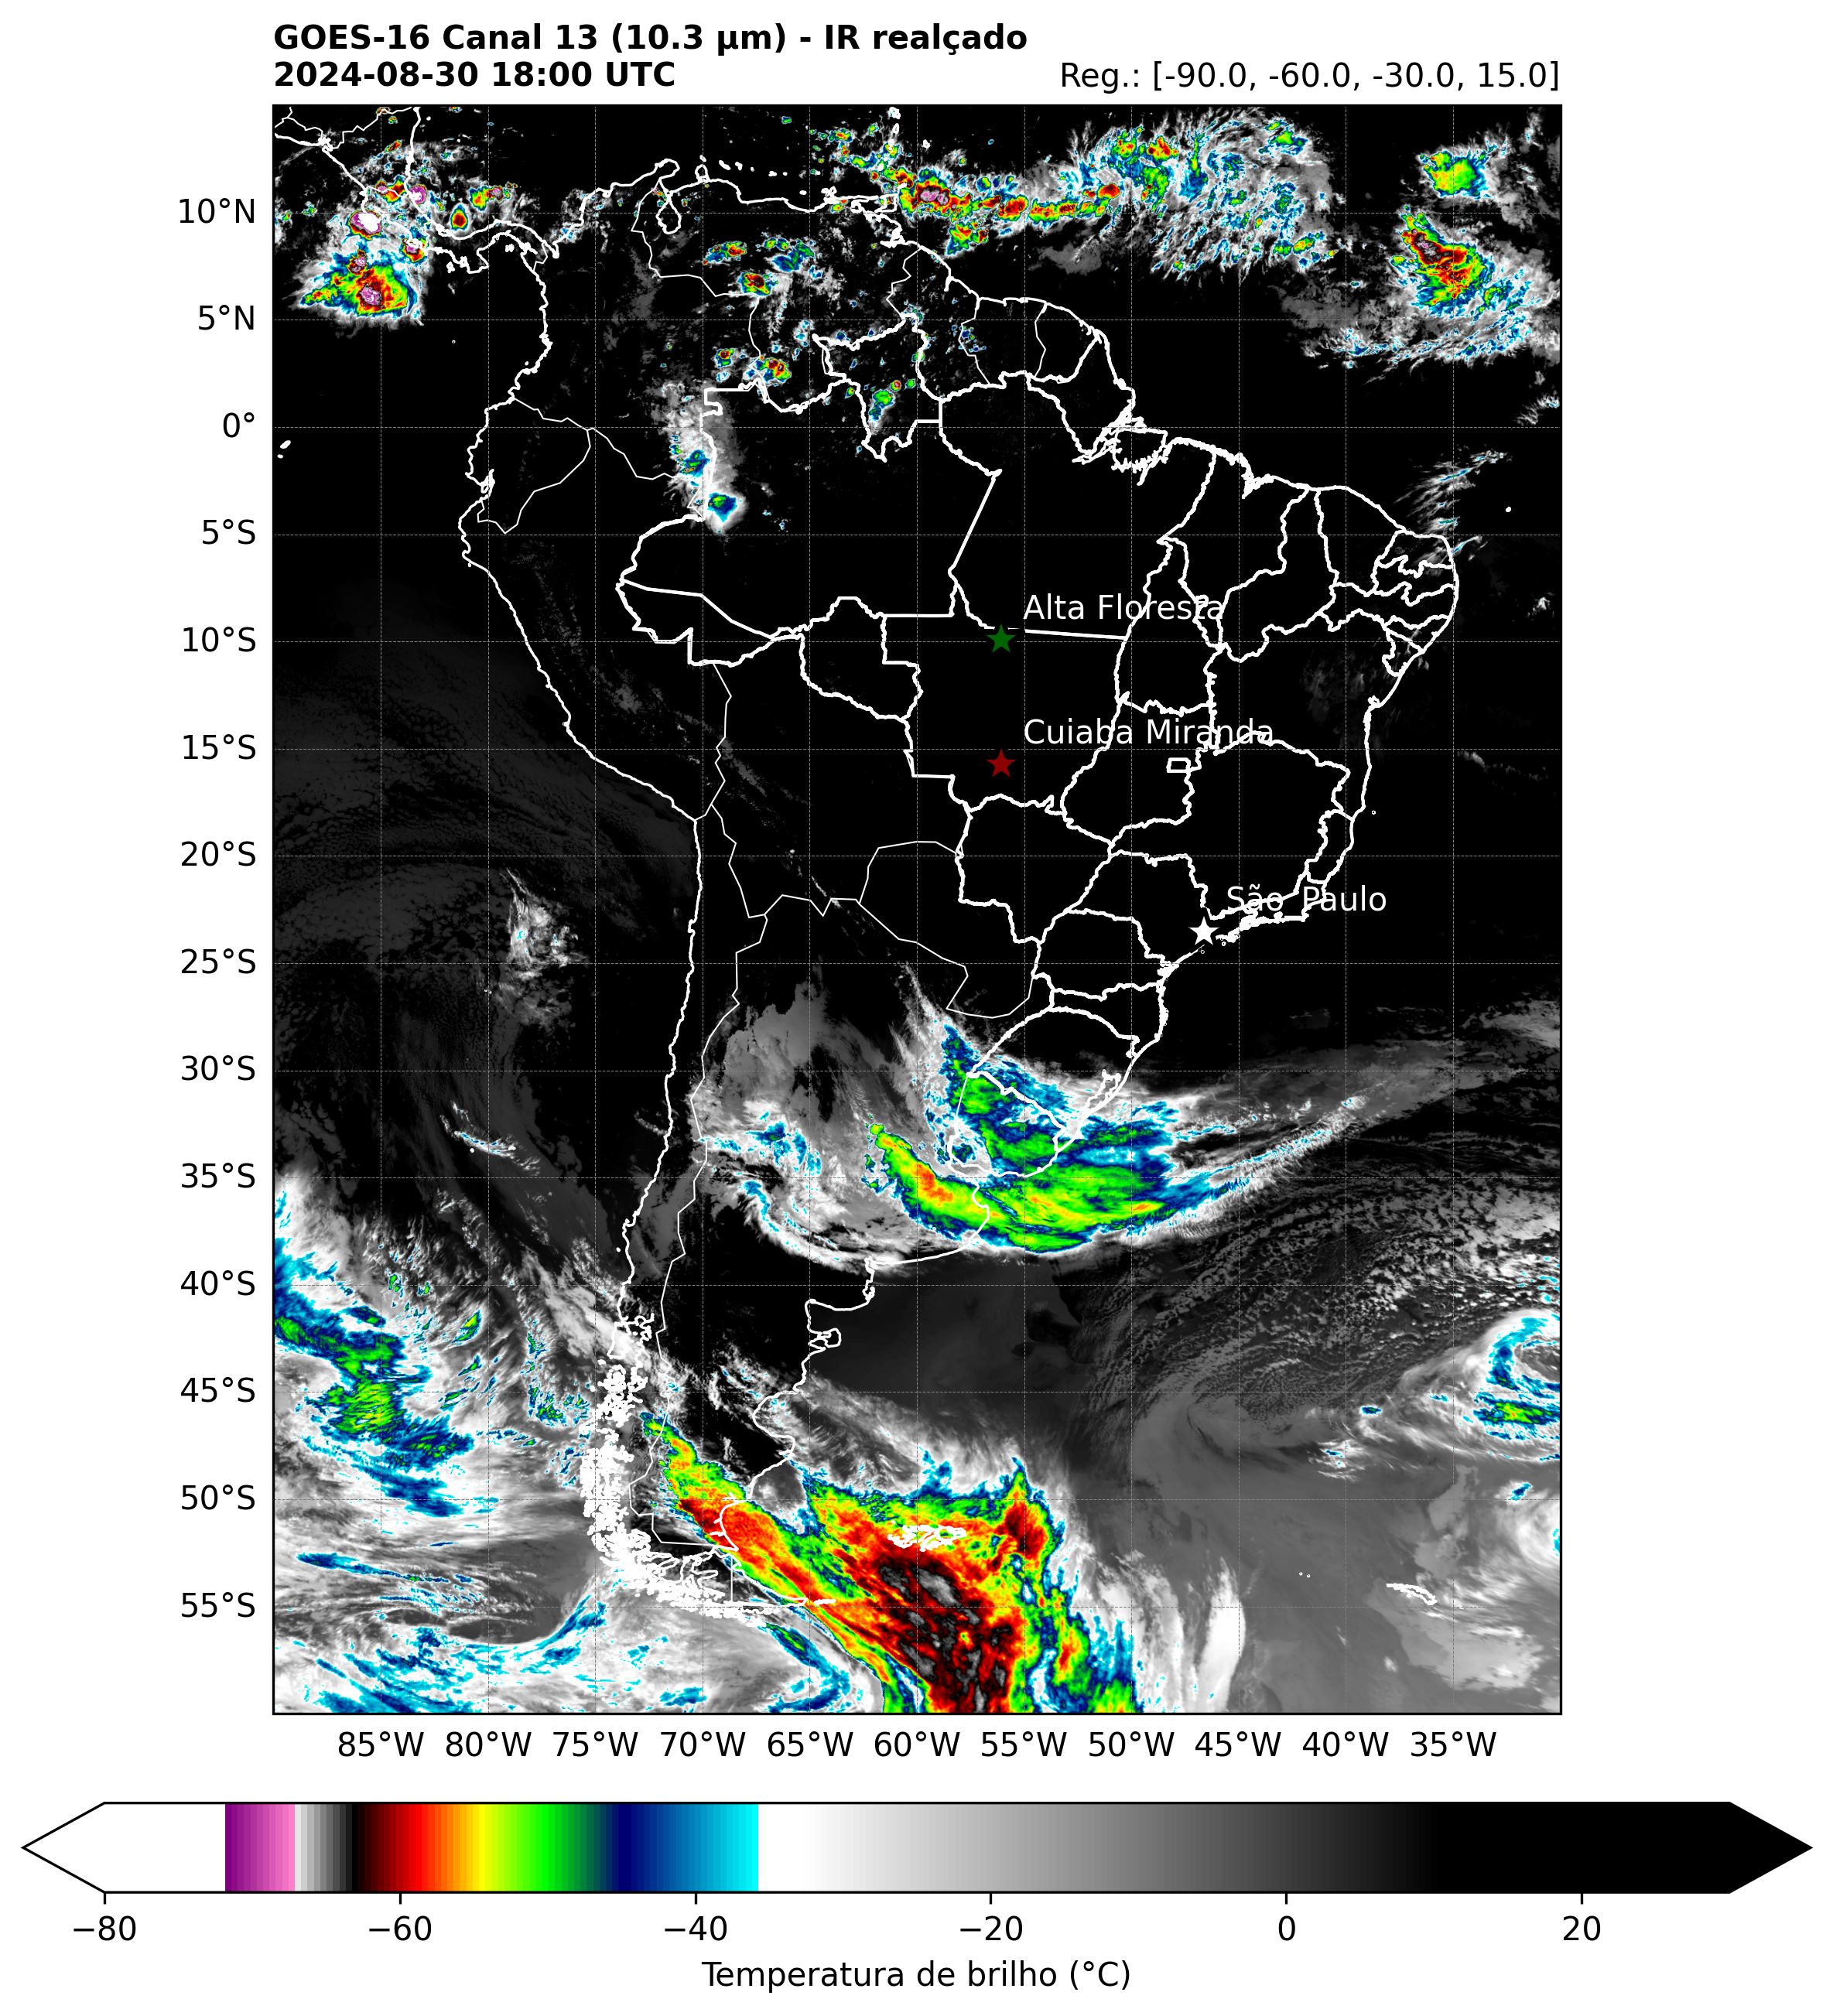 GOES-16 Canal 13 (10.3 µm) - IR realçado
2024-08-30 18:00 UTC
Reg.: [-90.0, -60.0, -30.0, 15.0]
10°N
5°N
0°
5°S
10°S
15°S
20°S
25°S
30°S
35°S
40°S
45°S
50°S
55°S
Alta Floresta
Cuiaba Miranda
São Paulo
85°W 80°W 75°W 70°W 65°W 60°W 55°W 50°W 45°W 40°W 35°W
−80 −60 −40 −20 0 20
Temperatura de brilho (°C)